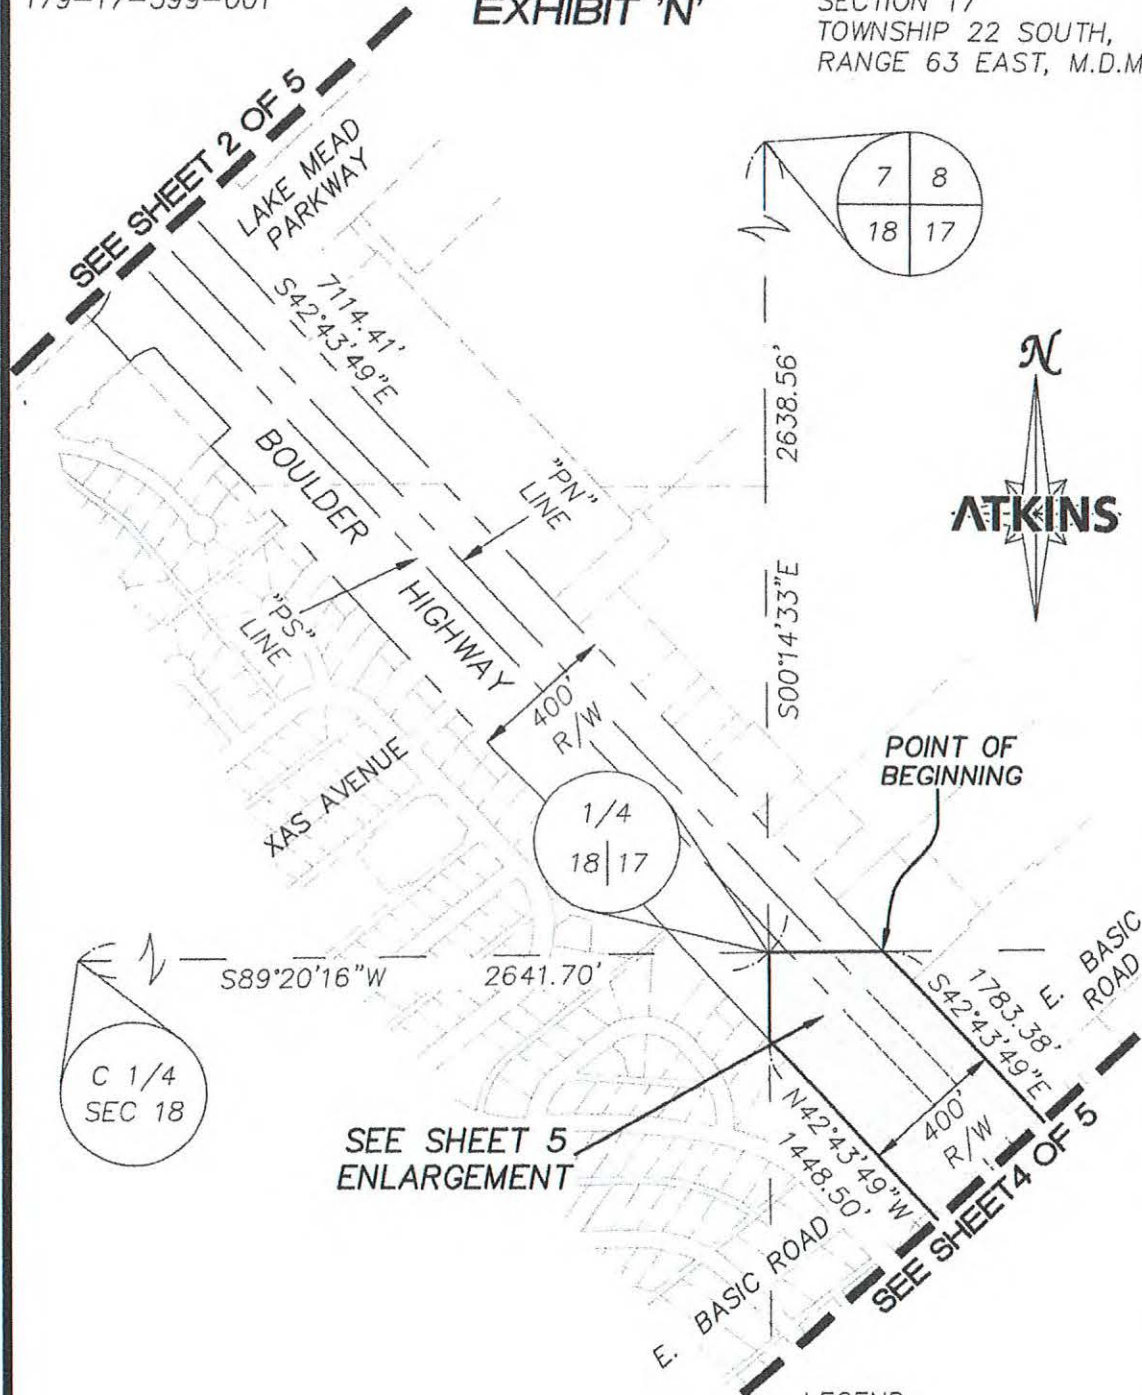 179-17-599-001
EXHIBIT 'N'
SECTION 17
TOWNSHIP 22 SOUTH,
RANGE 63 EAST, M.D.M
SEE SHEET 2 OF 5
LAKE MEAD
PARKWAY
7
8
18
17
7114.41'
S42°43'49"E
2638.56'
N
ATKINS
BOULDER
HIGHWAY
"PN"
LINE
"PS"
LINE
S00°14'33"E
400'
R/W
XAS AVENUE
POINT OF
BEGINNING
1/4
18|17
S89°20'16"W
2641.70'
C 1/4
SEC 18
1783.38'
S42°43'49"E
E. BASIC
ROAD
SEE SHEET 5
ENLARGEMENT
N42°43'49"W
1448.50'
400'
R/W
SEE SHEET 4 OF 5
E. BASIC ROAD
LEGEND